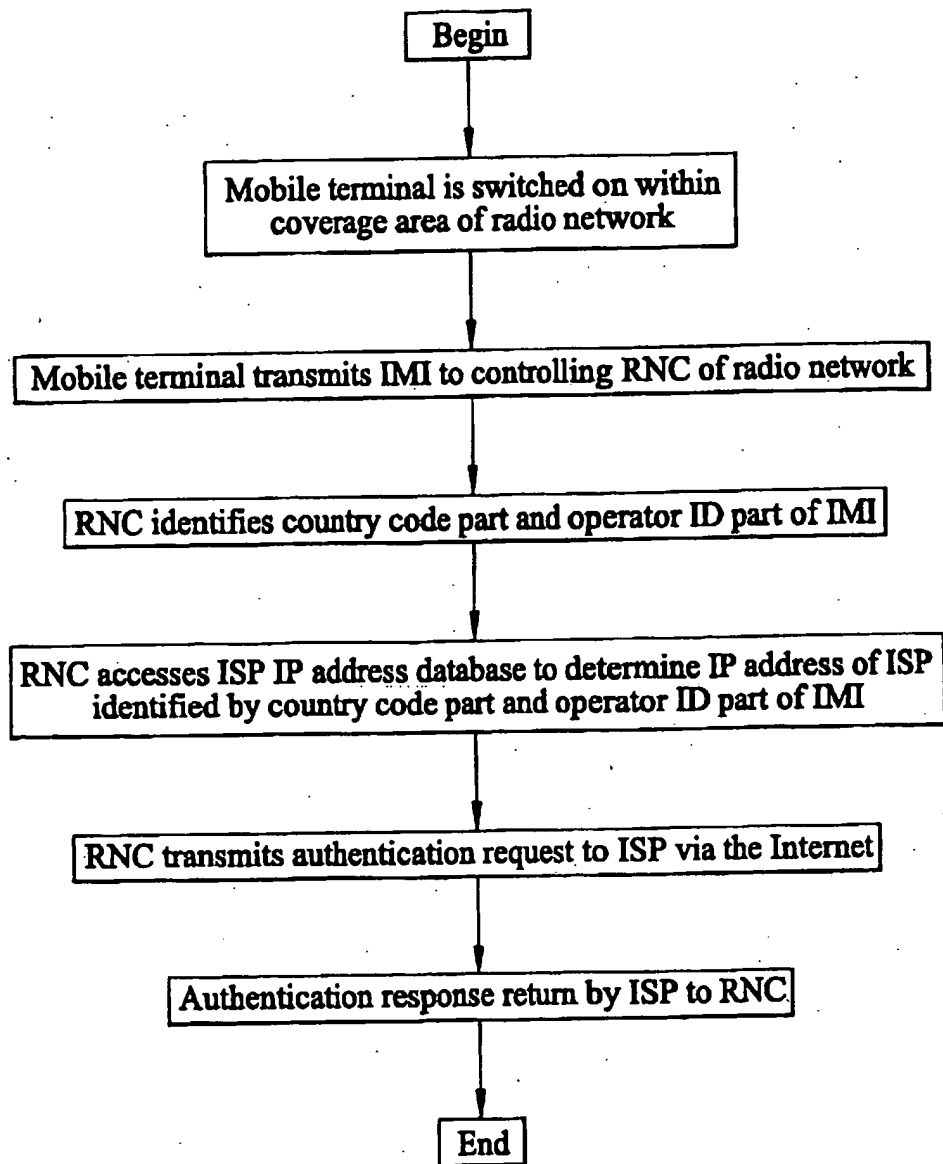 Begin
Mobile terminal is switched on within
coverage area of radio network
Mobile terminal transmits IMI to controlling RNC of radio network
RNC identifies country code part and operator ID part of IMI
RNC accesses ISP IP address database to determine IP address of ISP
identified by country code part and operator ID part of IMI
RNC transmits authentication request to ISP via the Internet
Authentication response return by ISP to RNC
End